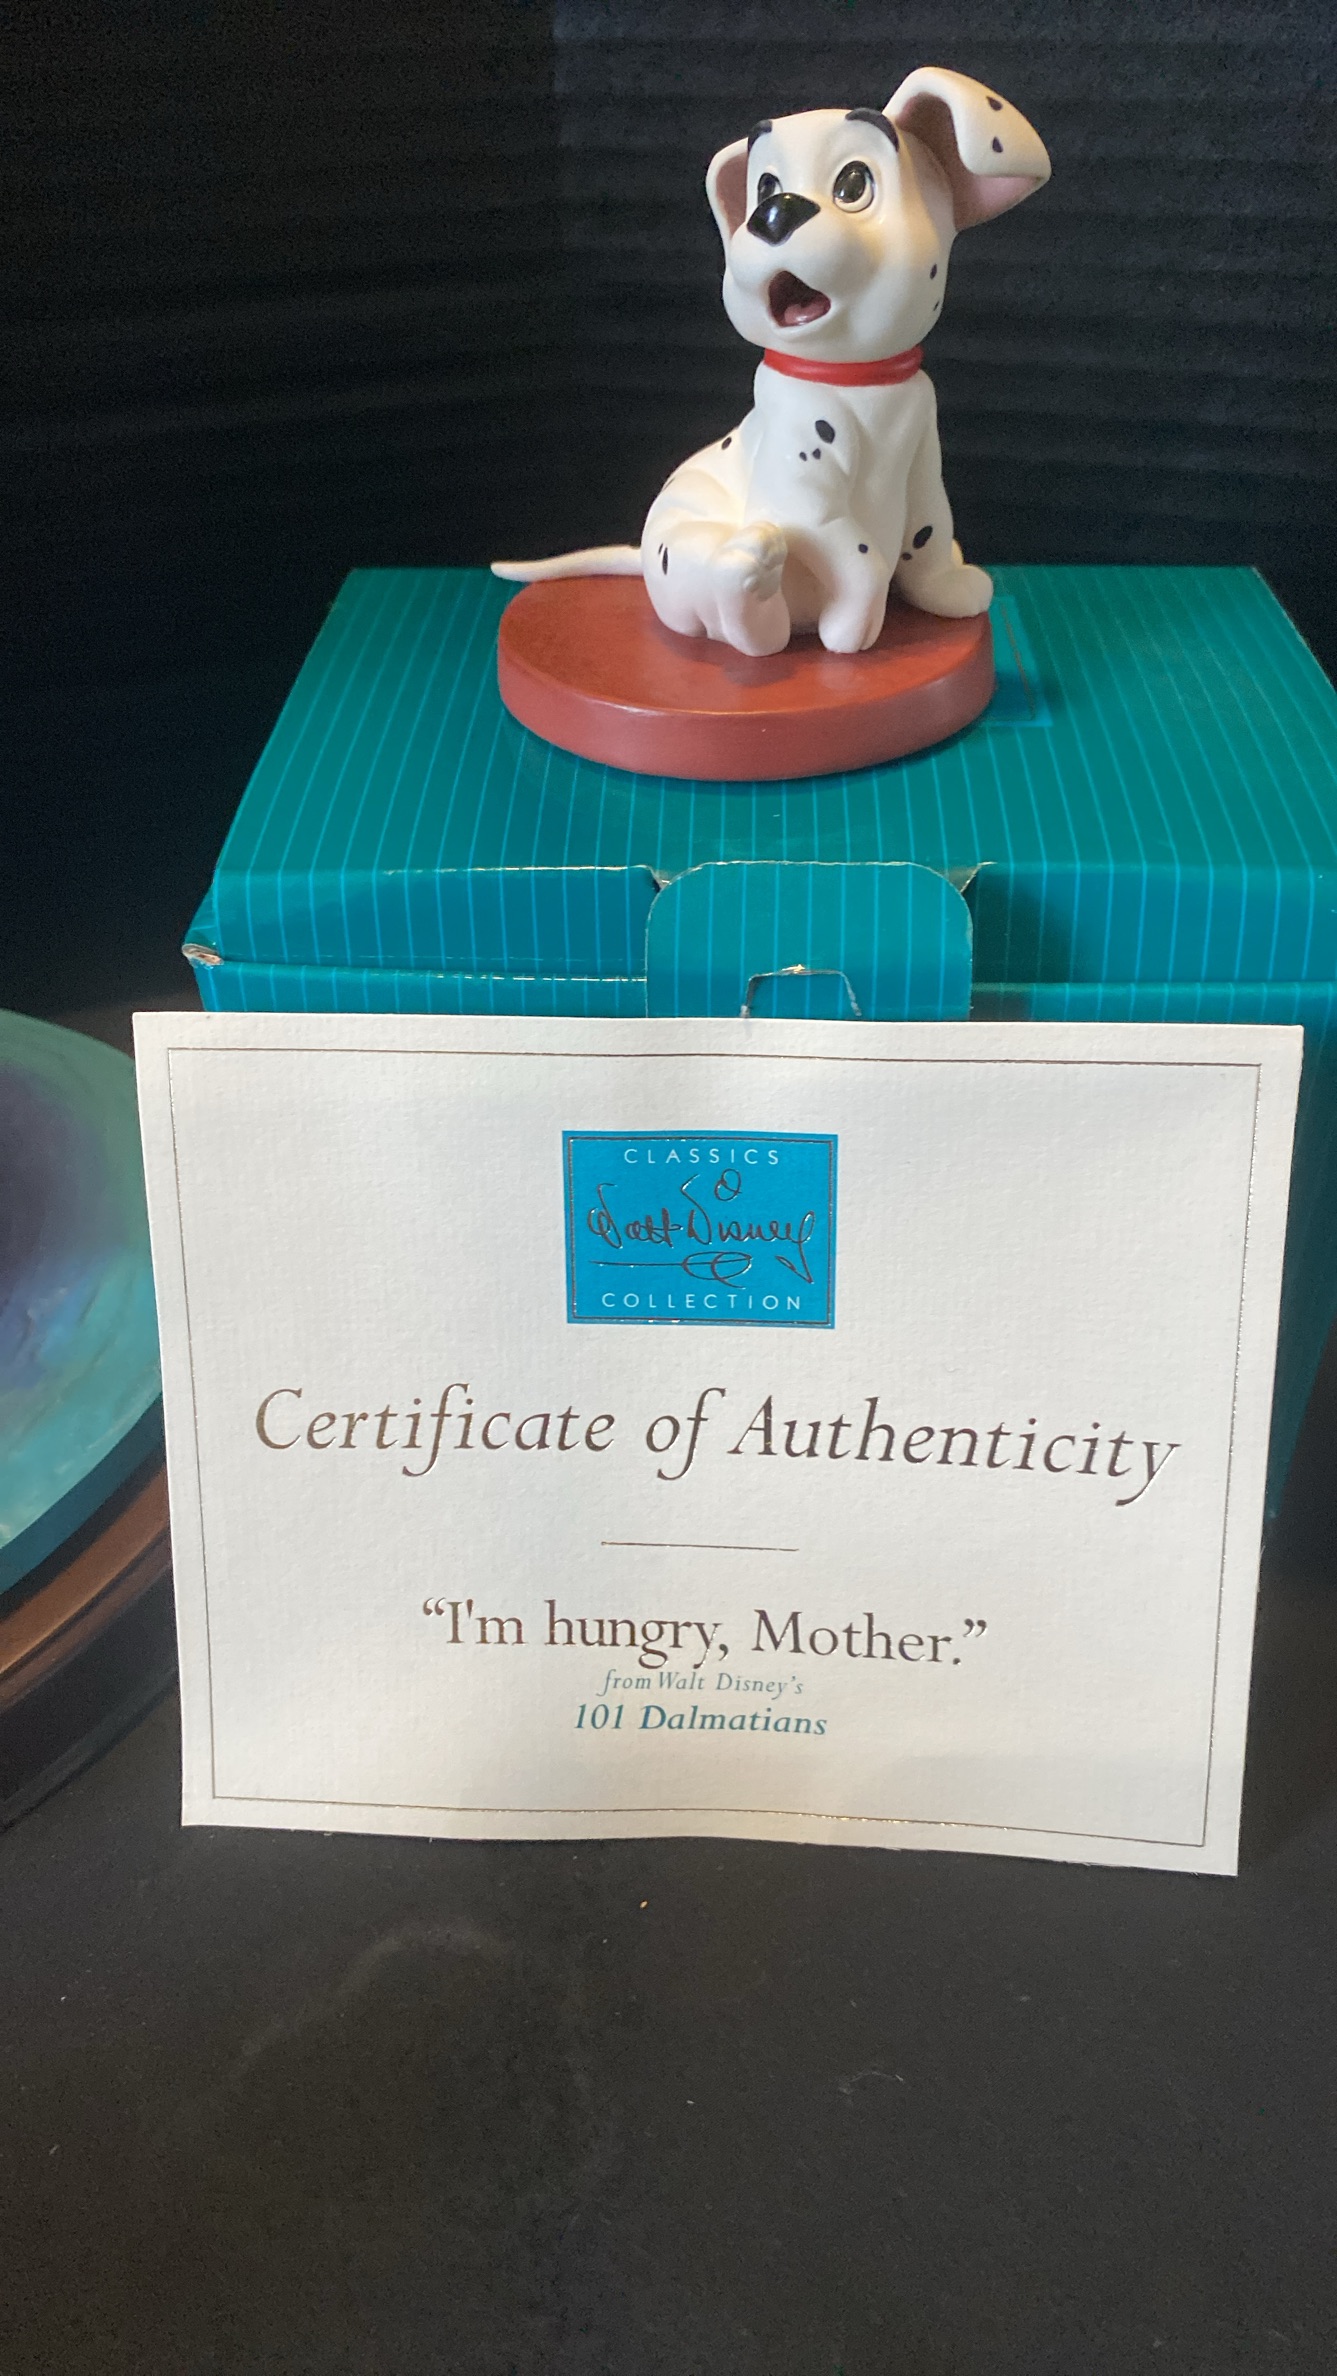 CLASSICS
Walt Disney
COLLECTION
Certificate of Authenticity
“I'm hungry, Mother.”
from Walt Disney's
101 Dalmatians